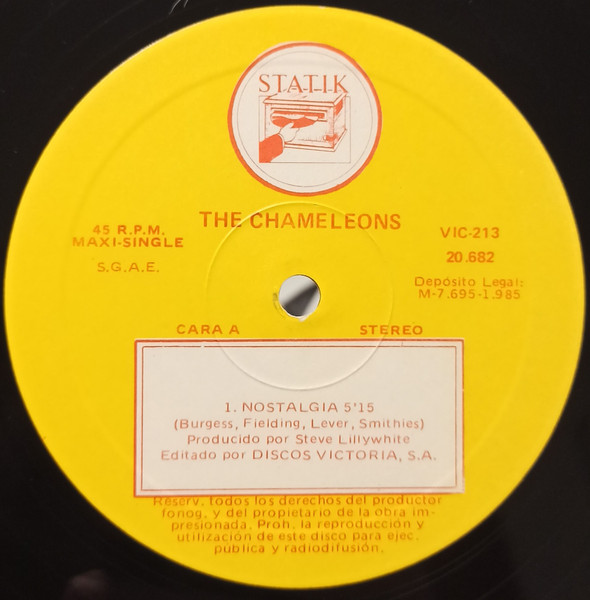 STATIK
THE CHAMELEONS
45 R.P.M.
MAXI-SINGLE
S.G.A.E.
VIC-213
20.682
Depósito Legal:
M-7.695-1.985
CARA A
STEREO
1. NOSTALGIA 5'15
(Burgess, Fielding, Lever, Smithies)
Producido por Steve Lillywhite
Editado por DISCOS VICTORIA, S.A.
Reserv. todos los derechos del productor
fonog. y del propietario de la obra im-
presionada. Proh. la reproducción y
utilización de este disco para ejec.
pública y radiodifusión.